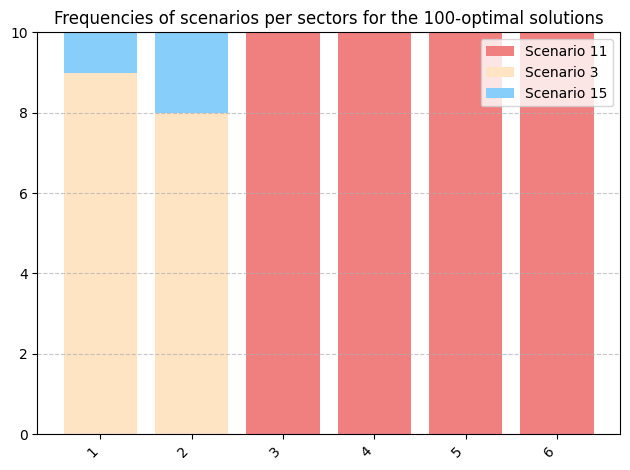 Frequencies of scenarios per sectors for the 100-optimal solutions
10
8
6
4
2
0
Scenario 11
Scenario 3
Scenario 15
1 2 3 4 5 6